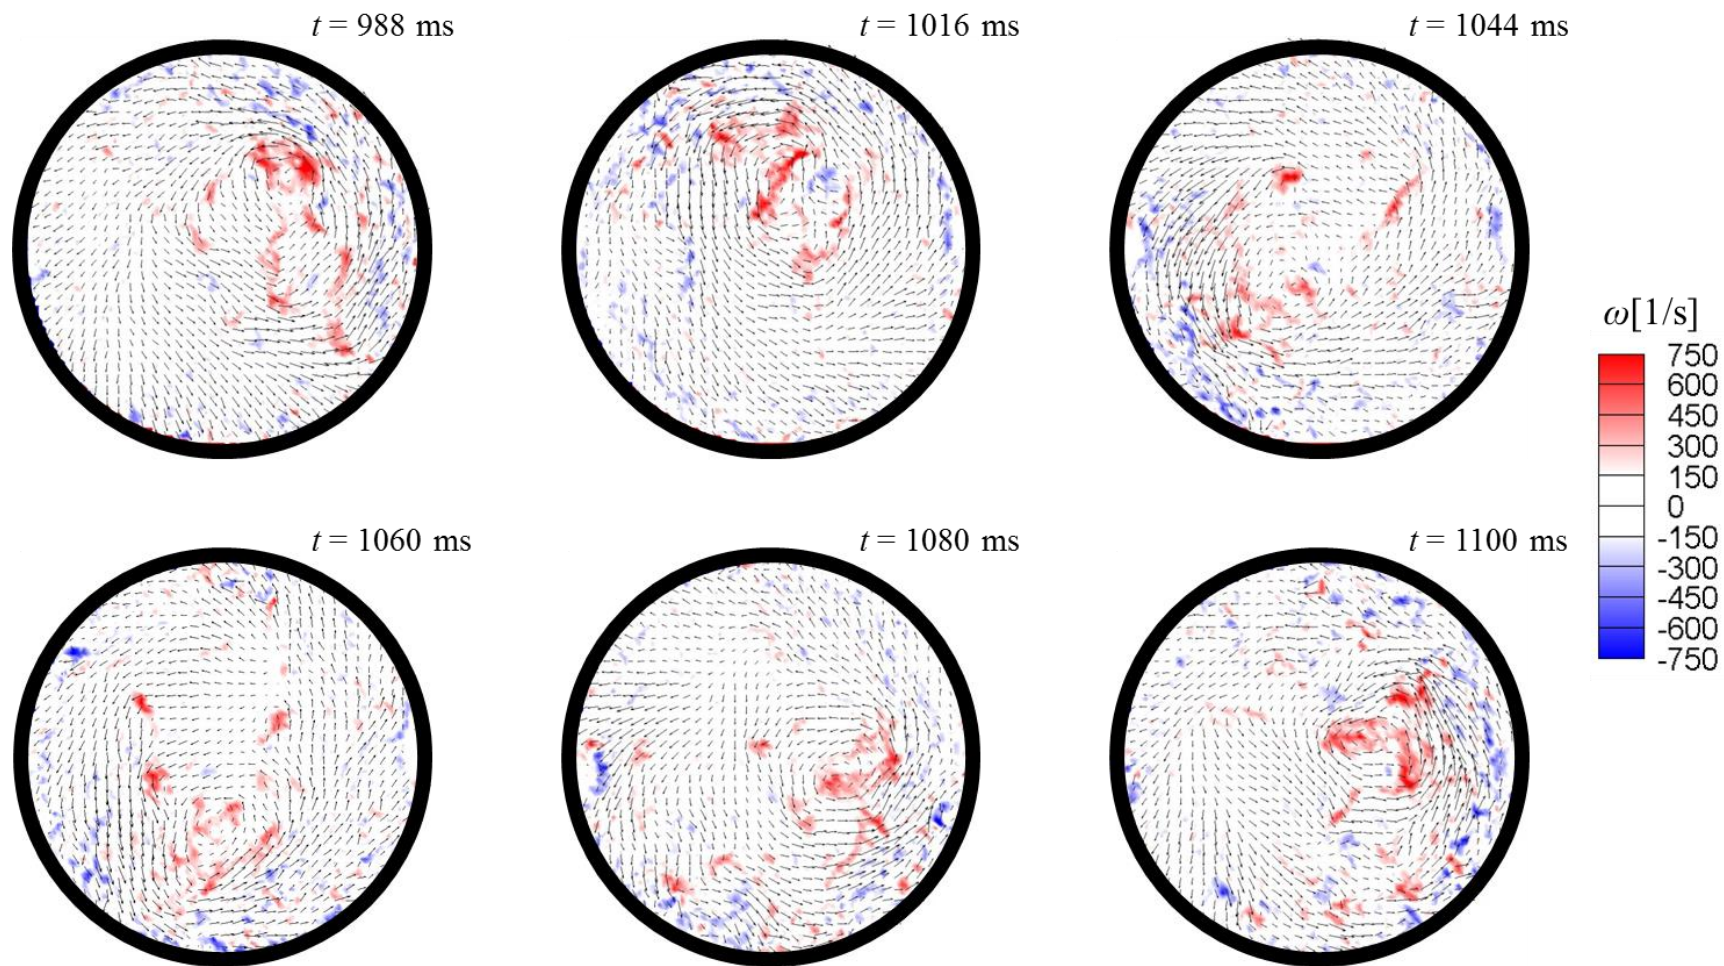 t = 988 ms
t = 1016 ms
t = 1044 ms
ω[1/s]
750
600
450
300
150
0
-150
-300
-450
-600
-750
t = 1060 ms
t = 1080 ms
t = 1100 ms